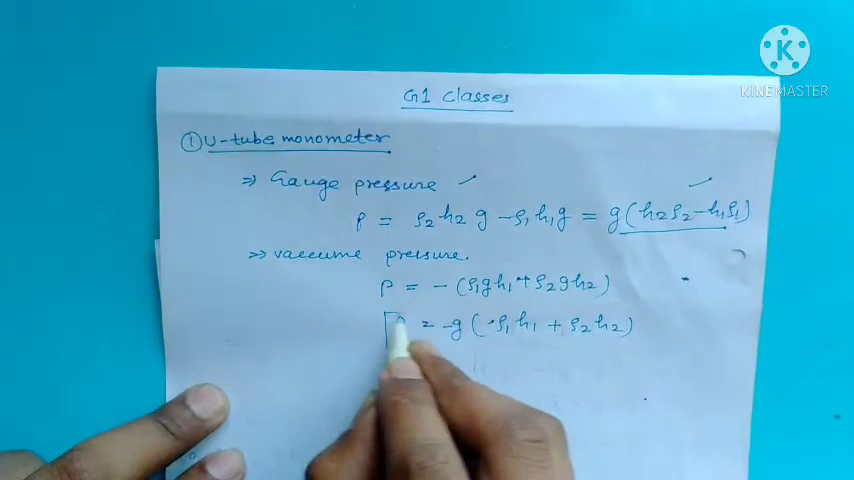 G1 Classes
KINEMASTER
① U-tube monometer
⇒ Gauge pressure ✓
P = ρ₂h₂g - ρ₁h₁g = g(h₂ρ₂-h₁ρ₁)
⇒ vaccume pressure.
P = - (ρ₁gh₁+ρ₂gh₂)
= -g (ρ₁h₁ + ρ₂h₂)